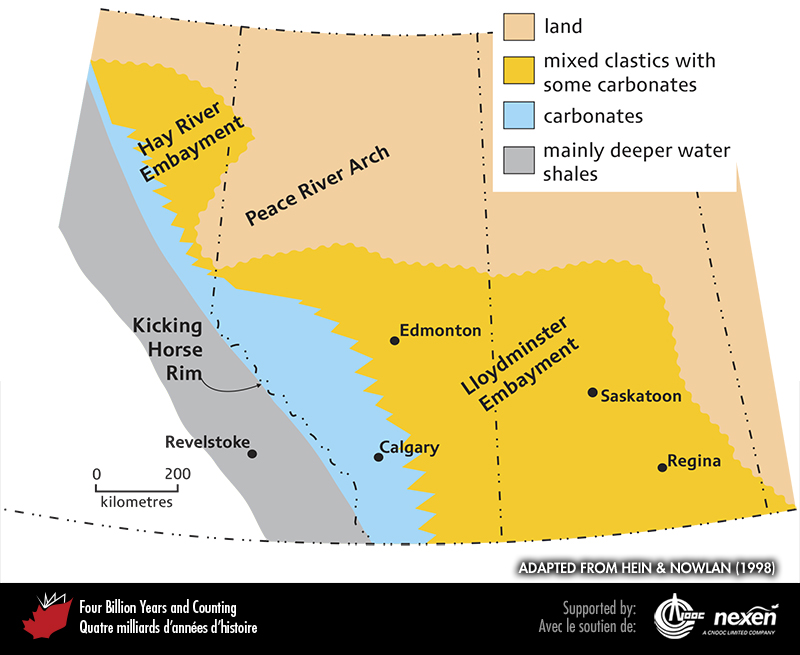 land
mixed clastics with
some carbonates
carbonates
mainly deeper water
shales
Hay River
Embayment
Peace River Arch
Kicking
Horse
Rim
Edmonton
Lloydminster
Embayment
Saskatoon
Revelstoke
Calgary
Regina
0 200
kilometres
ADAPTED FROM HEIN & NOWLAN (1998)
Four Billion Years and Counting
Quatre milliards d'années d'histoire
Supported by:
Avec le soutien de:
CNOOC
nexen
A CNOOC LIMITED COMPANY